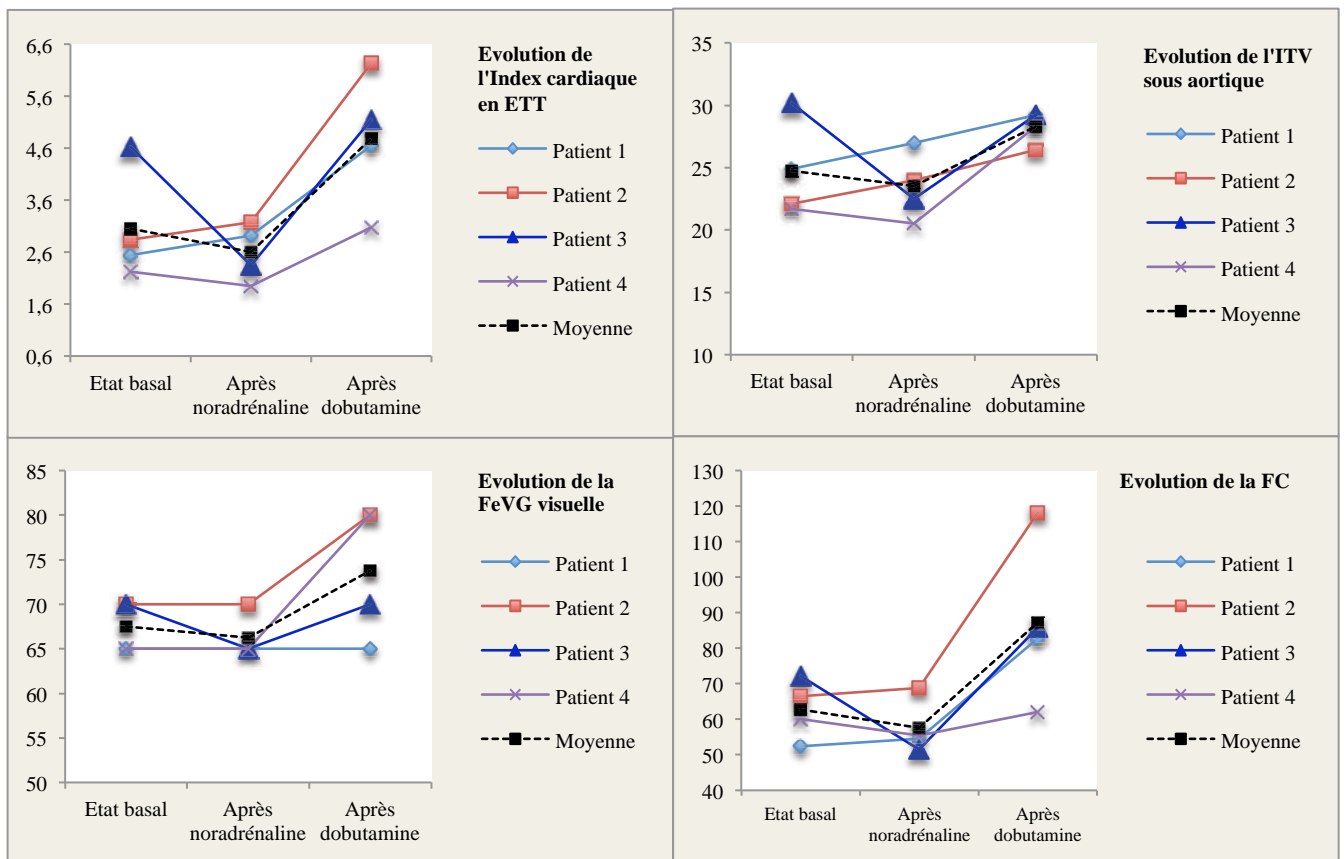 6,6
5,6
4,6
3,6
2,6
1,6
0,6
Etat basal
Après
noradrénaline
Après
dobutamine
Evolution de
l'Index cardiaque
en ETT
Patient 1
Patient 2
Patient 3
Patient 4
Moyenne
35
30
25
20
15
10
Etat basal
Après
noradrénaline
Après
dobutamine
Evolution de l'ITV
sous aortique
Patient 1
Patient 2
Patient 3
Patient 4
Moyenne
85
80
75
70
65
60
55
50
Etat basal
Après
noradrénaline
Après
dobutamine
Evolution de la
FeVG visuelle
Patient 1
Patient 2
Patient 3
Patient 4
Moyenne
130
120
110
100
90
80
70
60
50
40
Etat basal
Après
noradrénaline
Après
dobutamine
Evolution de la FC
Patient 1
Patient 2
Patient 3
Patient 4
Moyenne